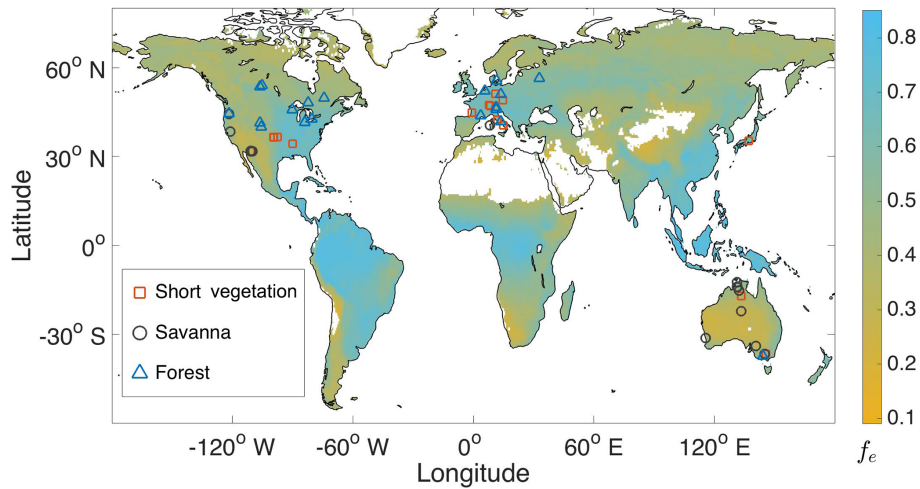 60° N
30° N
0°
-30° S
Latitude
Short vegetation
Savanna
Forest
-120° W
-60° W
0°
60° E
120° E
Longitude
0.8
0.7
0.6
0.5
0.4
0.3
0.2
0.1
fₑ